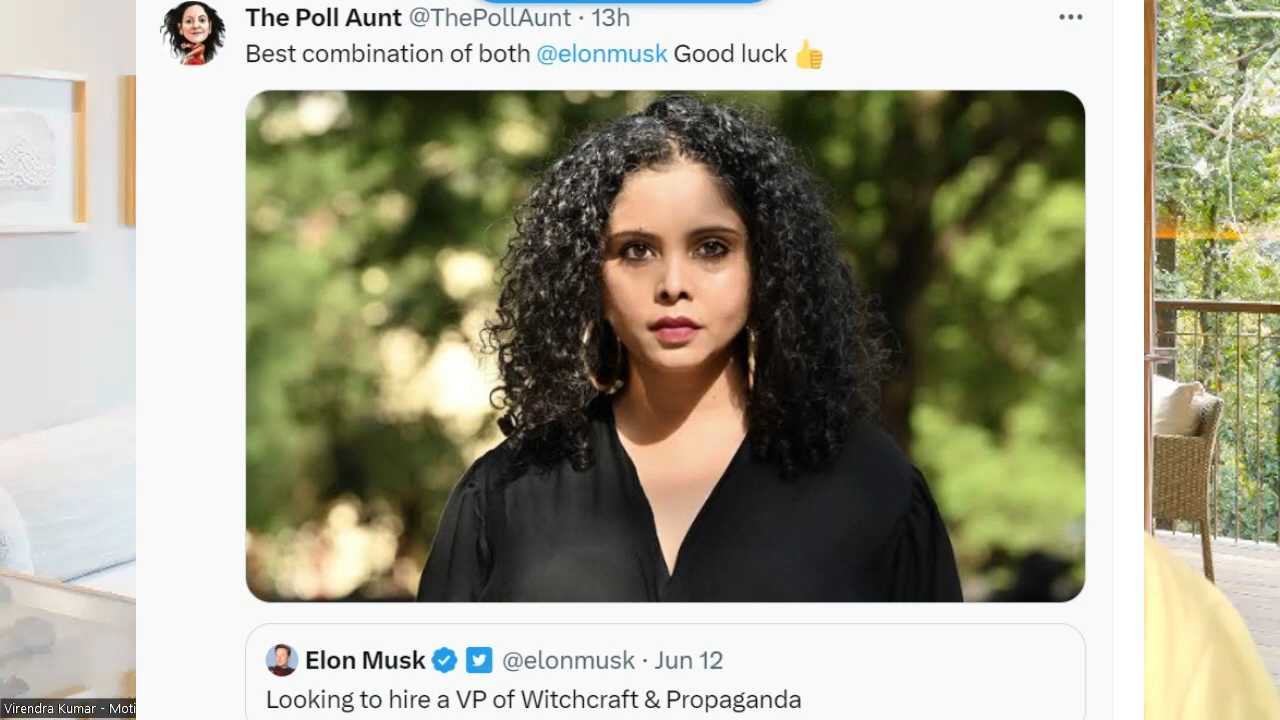 The Poll Aunt @ThePollAunt · 13h
Best combination of both @elonmusk Good luck 👍
Elon Musk @elonmusk · Jun 12
Looking to hire a VP of Witchcraft & Propaganda
Virendra Kumar - Moti